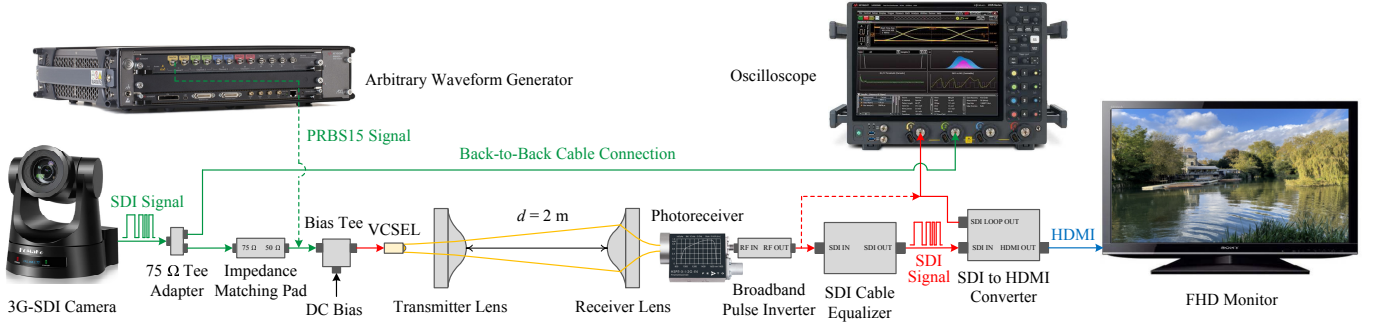 Arbitrary Waveform Generator
Oscilloscope
PRBS15 Signal
Back-to-Back Cable Connection
SDI Signal
Bias Tee
VCSEL
d = 2 m
Photoreceiver
SDI LOOP OUT
75 Ω
50 Ω
RF IN
RF OUT
SDI IN
SDI OUT
SDI IN
HDMI OUT
HDMI
SDI
Signal
75 Ω Tee
Adapter
Impedance
Matching Pad
DC Bias
Transmitter Lens
Receiver Lens
Broadband
Pulse Inverter
SDI Cable
Equalizer
SDI to HDMI
Converter
3G-SDI Camera
FHD Monitor
SONY